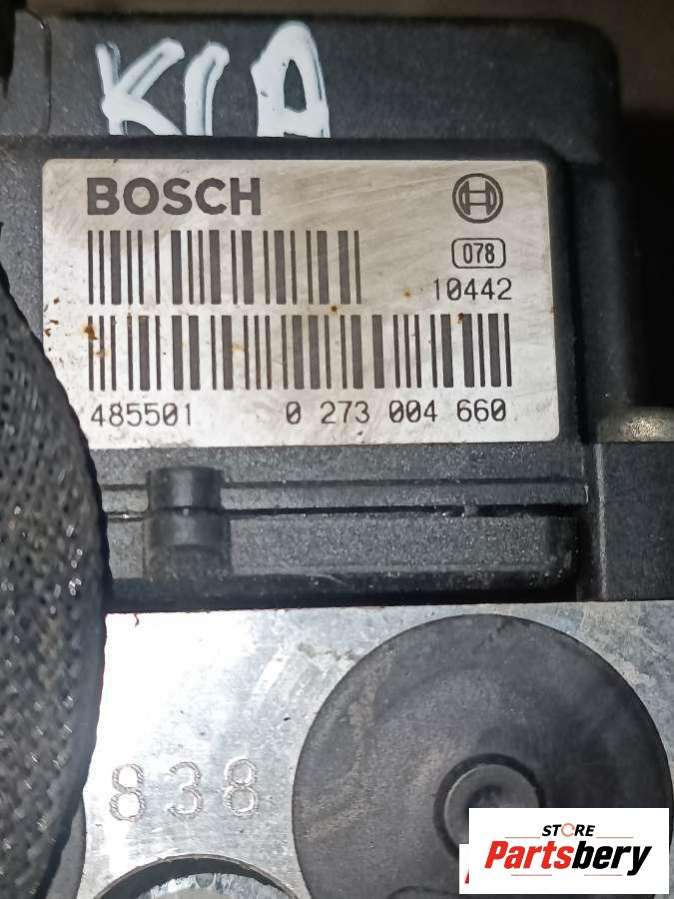 KIA
BOSCH
078
10442
485501 0 273 004 660
838
STORE
Partsbery